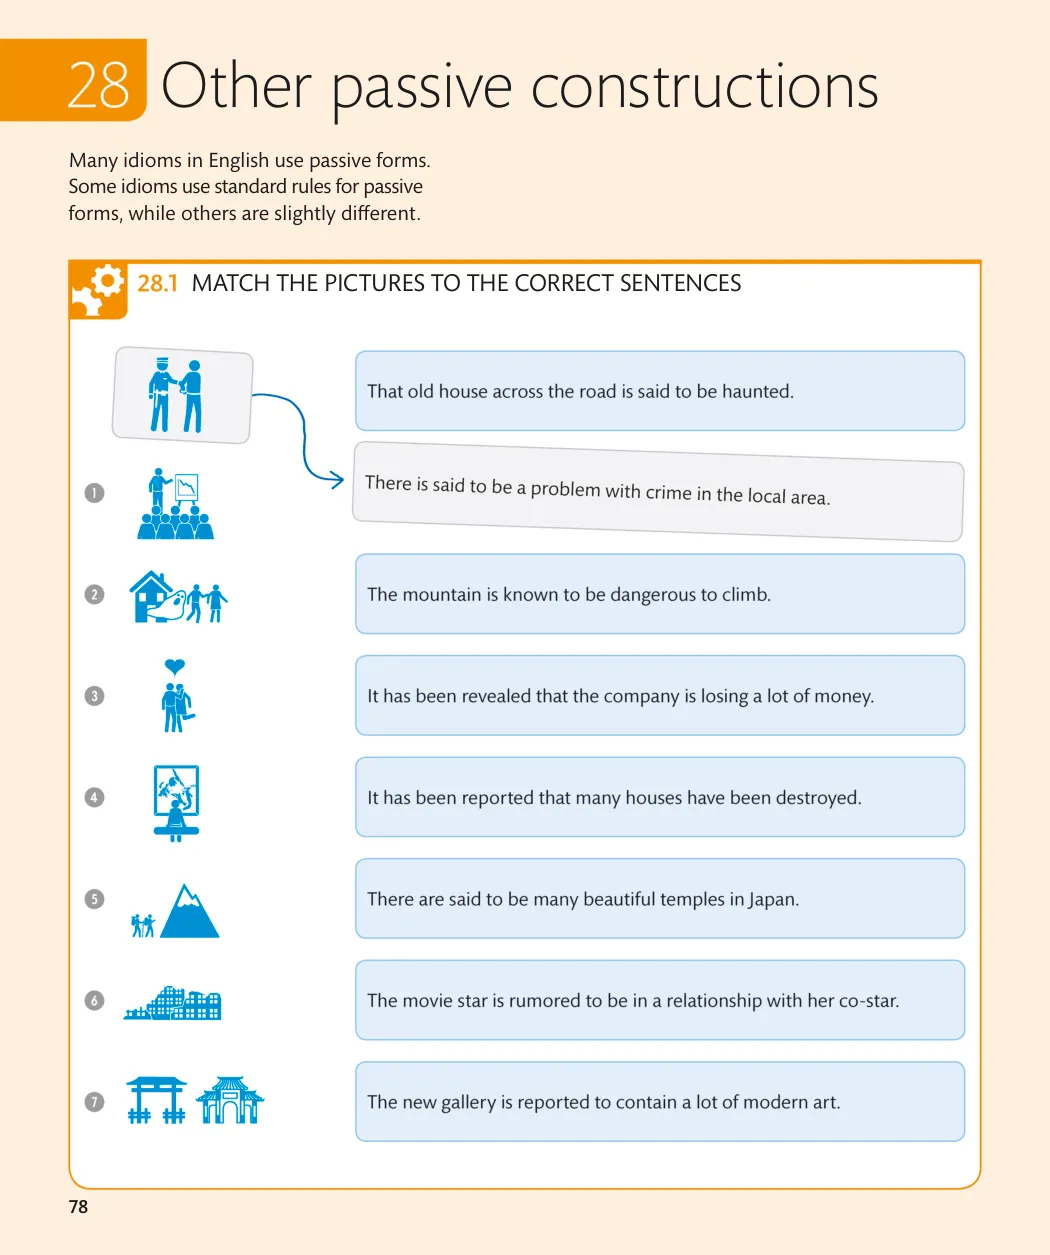 28 Other passive constructions
Many idioms in English use passive forms.
Some idioms use standard rules for passive
forms, while others are slightly different.
28.1 MATCH THE PICTURES TO THE CORRECT SENTENCES
That old house across the road is said to be haunted.
1
There is said to be a problem with crime in the local area.
2
The mountain is known to be dangerous to climb.
3
It has been revealed that the company is losing a lot of money.
4
It has been reported that many houses have been destroyed.
5
There are said to be many beautiful temples in Japan.
6
The movie star is rumored to be in a relationship with her co-star.
7
The new gallery is reported to contain a lot of modern art.
78